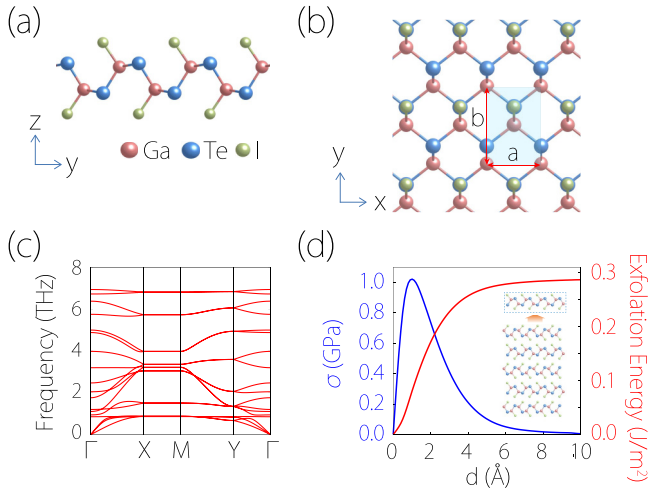 (a)
z
y
Ga Te I
(b)
b
a
y
x
(c)
Frequency (THz)
8
6
4
2
0
Γ X M Y Γ
(d)
σ (GPa)
1.0
0.8
0.6
0.4
0.2
0.0
0 2 4 6 8 10
d (Å)
0.3
0.2
0.1
0.0
Exfolation Energy (J/m²)